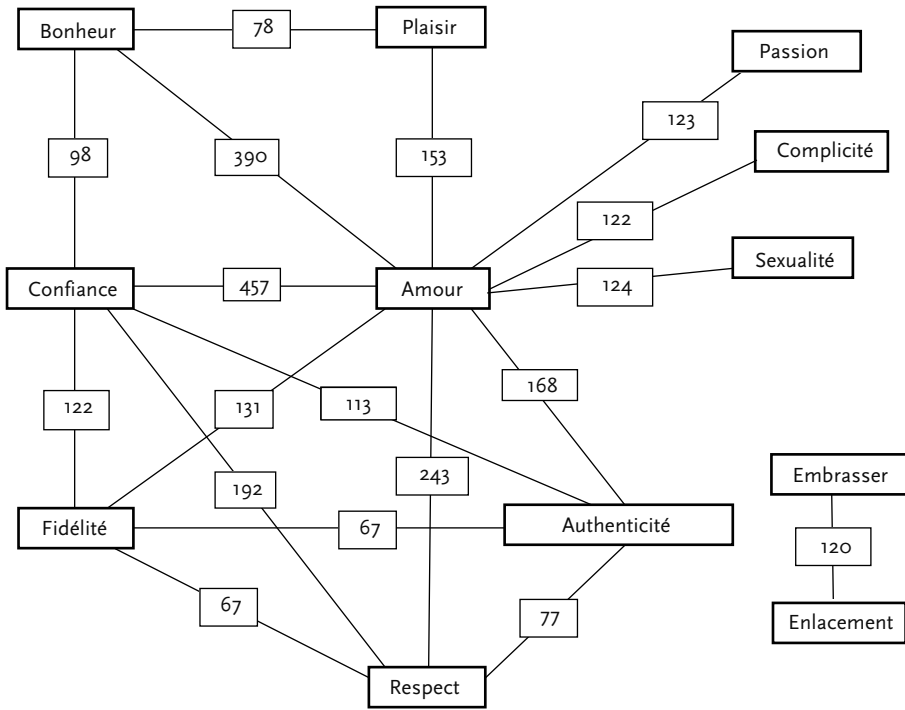 Bonheur
78
Plaisir
Passion
123
Complicité
98
390
153
122
Sexualité
Confiance
457
Amour
124
122
131
113
168
192
243
Embrasser
Fidélité
67
Authenticité
120
67
77
Enlacement
Respect